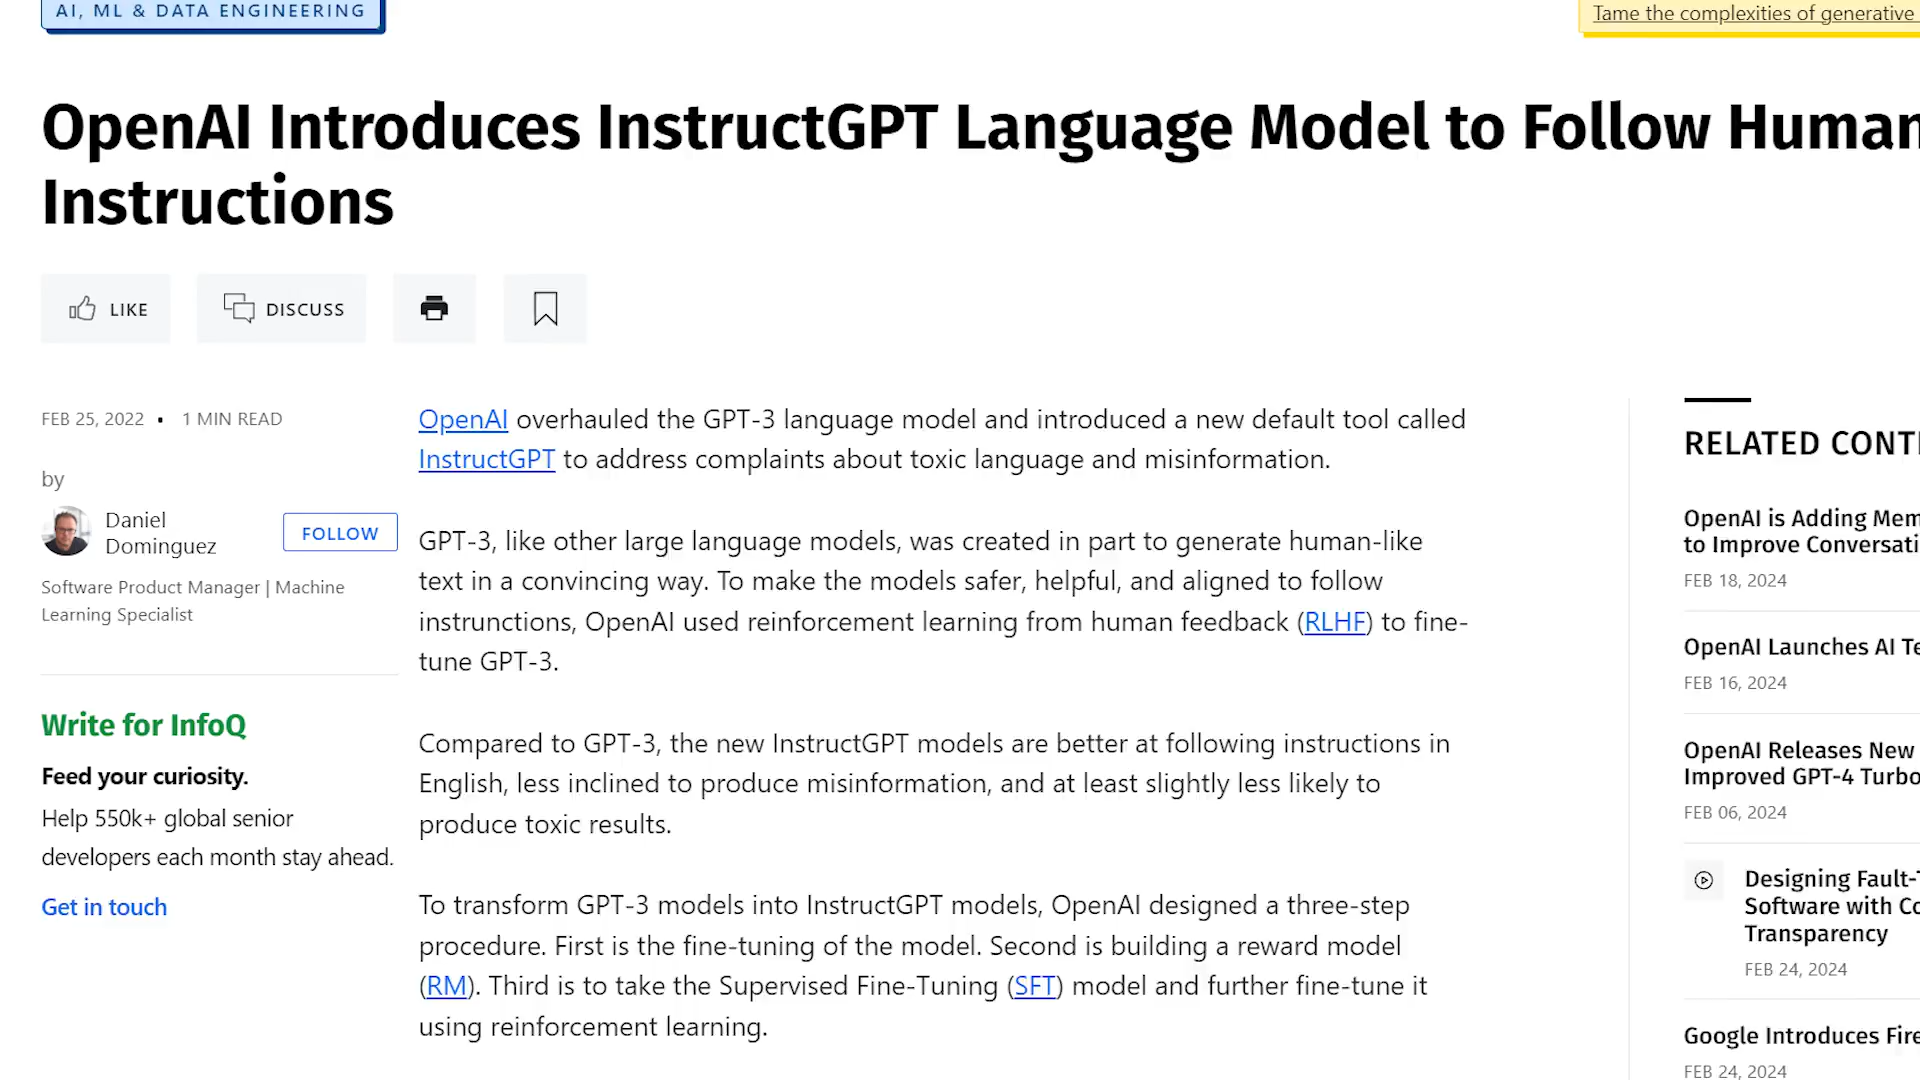 AI, ML & DATA ENGINEERING
Tame the complexities of generative
OpenAI Introduces InstructGPT Language Model to Follow Human
Instructions
LIKE
DISCUSS
FEB 25, 2022 • 1 MIN READ
by
Daniel
Dominguez
FOLLOW
Software Product Manager | Machine
Learning Specialist
Write for InfoQ
Feed your curiosity.
Help 550k+ global senior
developers each month stay ahead.
Get in touch
OpenAI overhauled the GPT-3 language model and introduced a new default tool called
InstructGPT to address complaints about toxic language and misinformation.
GPT-3, like other large language models, was created in part to generate human-like
text in a convincing way. To make the models safer, helpful, and aligned to follow
instrunctions, OpenAI used reinforcement learning from human feedback (RLHF) to fine-
tune GPT-3.
Compared to GPT-3, the new InstructGPT models are better at following instructions in
English, less inclined to produce misinformation, and at least slightly less likely to
produce toxic results.
To transform GPT-3 models into InstructGPT models, OpenAI designed a three-step
procedure. First is the fine-tuning of the model. Second is building a reward model
(RM). Third is to take the Supervised Fine-Tuning (SFT) model and further fine-tune it
using reinforcement learning.
RELATED CONT
OpenAI is Adding Mem
to Improve Conversati
FEB 18, 2024
OpenAI Launches AI Te
FEB 16, 2024
OpenAI Releases New
Improved GPT-4 Turbo
FEB 06, 2024
Designing Fault-T
Software with Co
Transparency
FEB 24, 2024
Google Introduces Fire
FEB 24, 2024